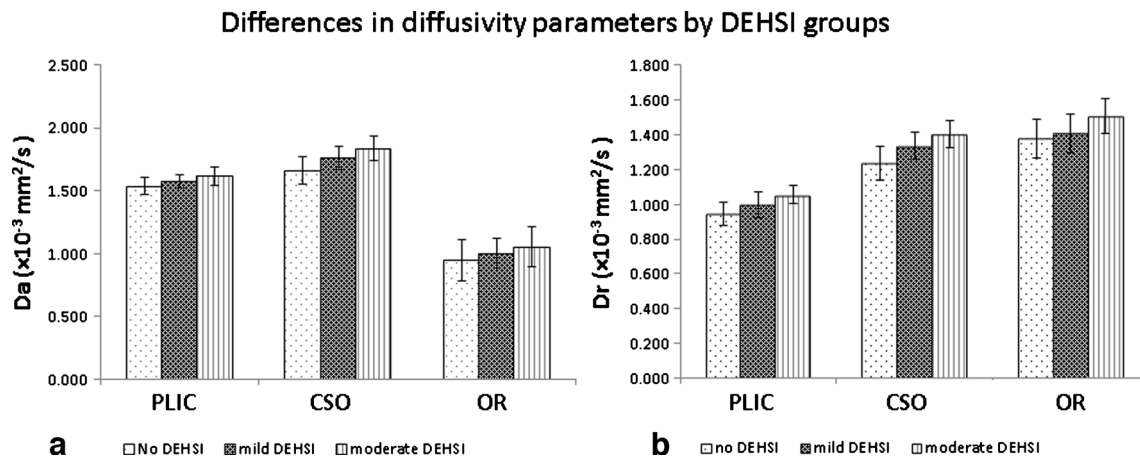 Differences in diffusivity parameters by DEHSI groups
Da (×10⁻³ mm²/s)
2.500
2.000
1.500
1.000
0.500
0.000
PLIC CSO OR
a No DEHSI mild DEHSI moderate DEHSI
Dr (×10⁻³ mm²/s)
1.800
1.600
1.400
1.200
1.000
0.800
0.600
0.400
0.200
0.000
PLIC CSO OR
b no DEHSI mild DEHSI moderate DEHSI